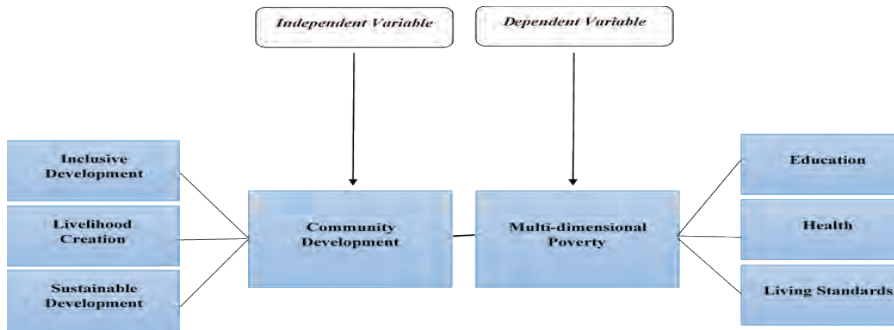 Independent Variable
Dependent Variable
Inclusive
Development
Livelihood
Creation
Sustainable
Development
Community
Development
Multi-dimensional
Poverty
Education
Health
Living Standards